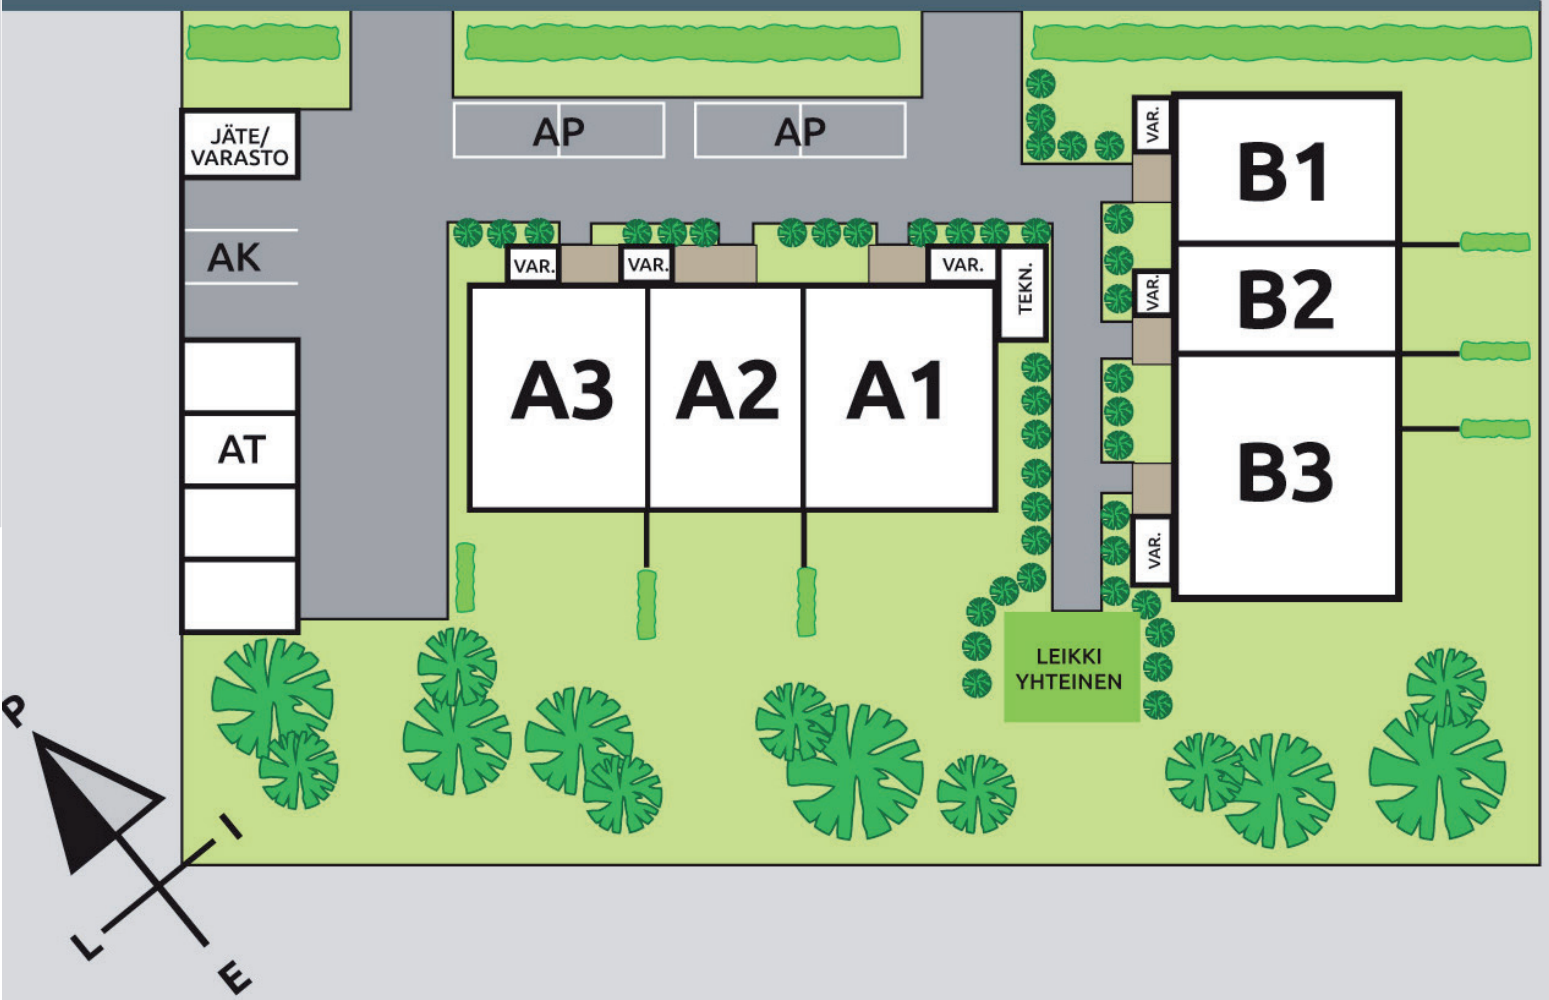 JÄTE/
VARASTO
AP
AP
VAR.
B1
AK
VAR.
VAR.
VAR.
TEKN.
VAR.
B2
A3
A2
A1
AT
B3
VAR.
LEIKKI
YHTEINEN
P
I
L
E